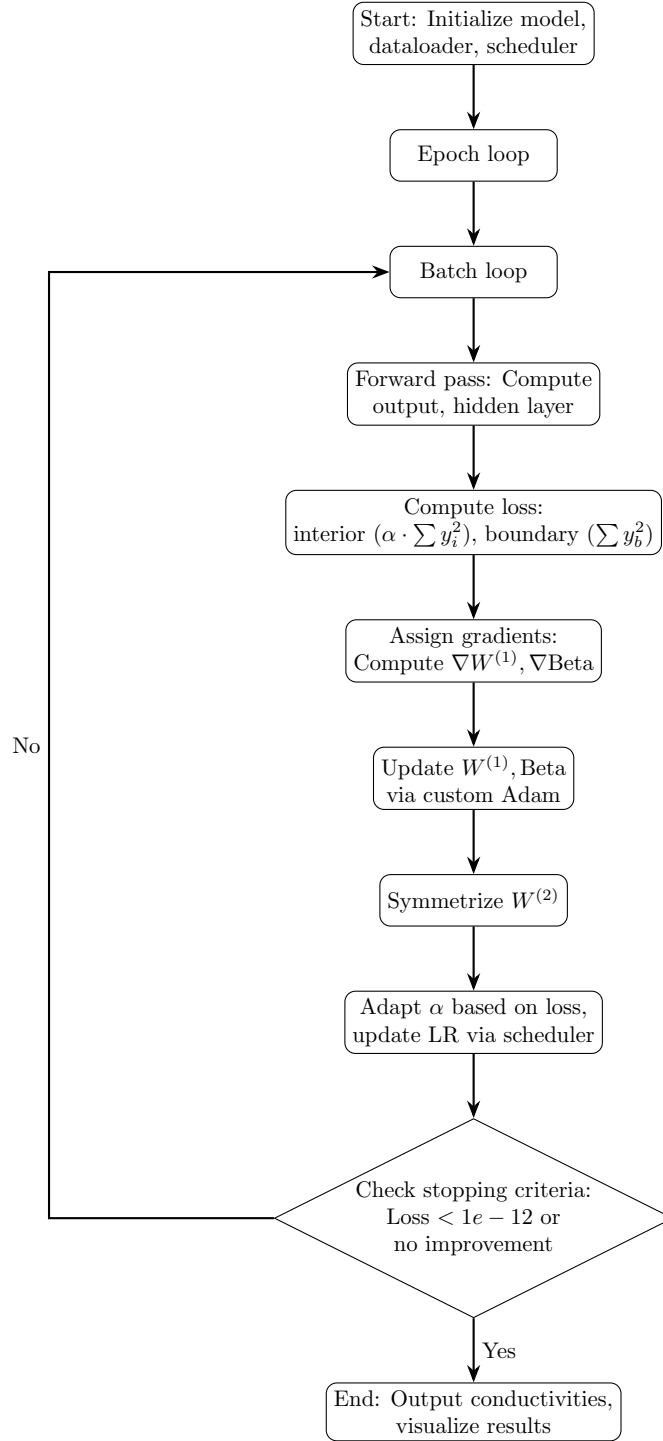 Start: Initialize model,
dataloader, scheduler
Epoch loop
Batch loop
Forward pass: Compute
output, hidden layer
Compute loss:
interior (α · ∑ y_i^2), boundary (∑ y_b^2)
Assign gradients:
Compute ∇W^(1), ∇Beta
No
Update W^(1), Beta
via custom Adam
Symmetrize W^(2)
Adapt α based on loss,
update LR via scheduler
Check stopping criteria:
Loss < 1e − 12 or
no improvement
Yes
End: Output conductivities,
visualize results